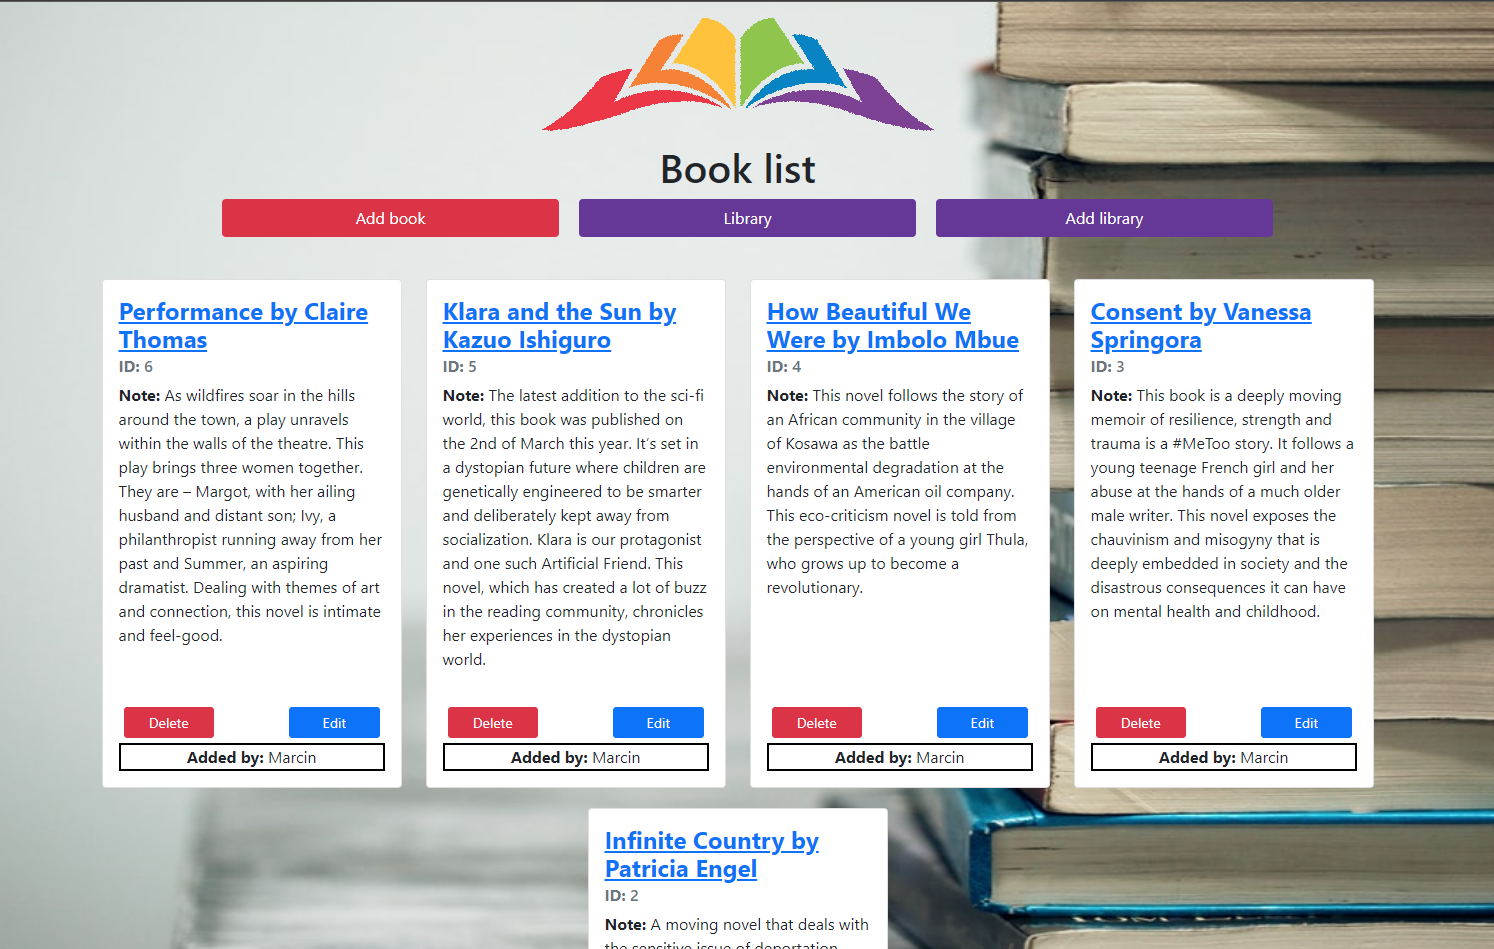 Book list
Add book
Library
Add library
Performance by Claire
Thomas
ID: 6
Note: As wildfires soar in the hills
around the town, a play unravels
within the walls of the theatre. This
play brings three women together.
They are – Margot, with her ailing
husband and distant son; Ivy, a
philanthropist running away from her
past and Summer, an aspiring
dramatist. Dealing with themes of art
and connection, this novel is intimate
and feel-good.
Delete
Edit
Added by: Marcin
Klara and the Sun by
Kazuo Ishiguro
ID: 5
Note: The latest addition to the sci-fi
world, this book was published on
the 2nd of March this year. It’s set in
a dystopian future where children are
genetically engineered to be smarter
and deliberately kept away from
socialization. Klara is our protagonist
and one such Artificial Friend. This
novel, which has created a lot of buzz
in the reading community, chronicles
her experiences in the dystopian
world.
Delete
Edit
Added by: Marcin
How Beautiful We
Were by Imbolo Mbue
ID: 4
Note: This novel follows the story of
an African community in the village
of Kosawa as the battle
environmental degradation at the
hands of an American oil company.
This eco-criticism novel is told from
the perspective of a young girl Thula,
who grows up to become a
revolutionary.
Delete
Edit
Added by: Marcin
Consent by Vanessa
Springora
ID: 3
Note: This book is a deeply moving
memoir of resilience, strength and
trauma is a #MeToo story. It follows a
young teenage French girl and her
abuse at the hands of a much older
male writer. This novel exposes the
chauvinism and misogyny that is
deeply embedded in society and the
disastrous consequences it can have
on mental health and childhood.
Delete
Edit
Added by: Marcin
Infinite Country by
Patricia Engel
ID: 2
Note: A moving novel that deals with
the sensitive issue of deportation